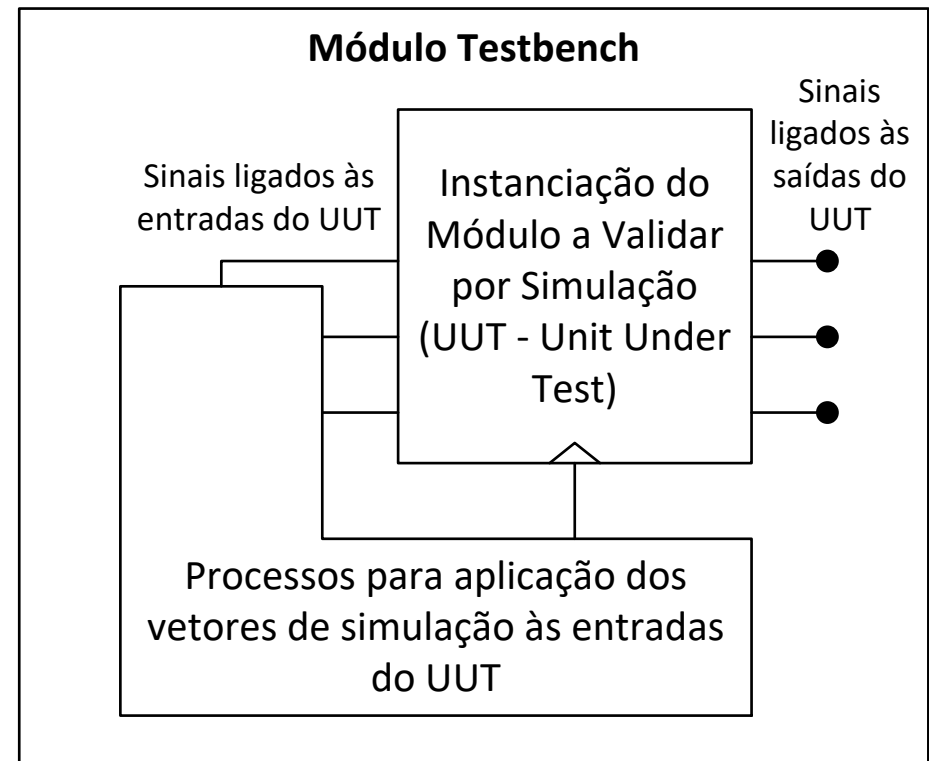 Módulo Testbench
Sinais
ligados às
saídas do
UUT
Sinais ligados às
entradas do UUT
Instanciação do
Módulo a Validar
por Simulação
(UUT - Unit Under
Test)
Processos para aplicação dos
vetores de simulação às entradas
do UUT